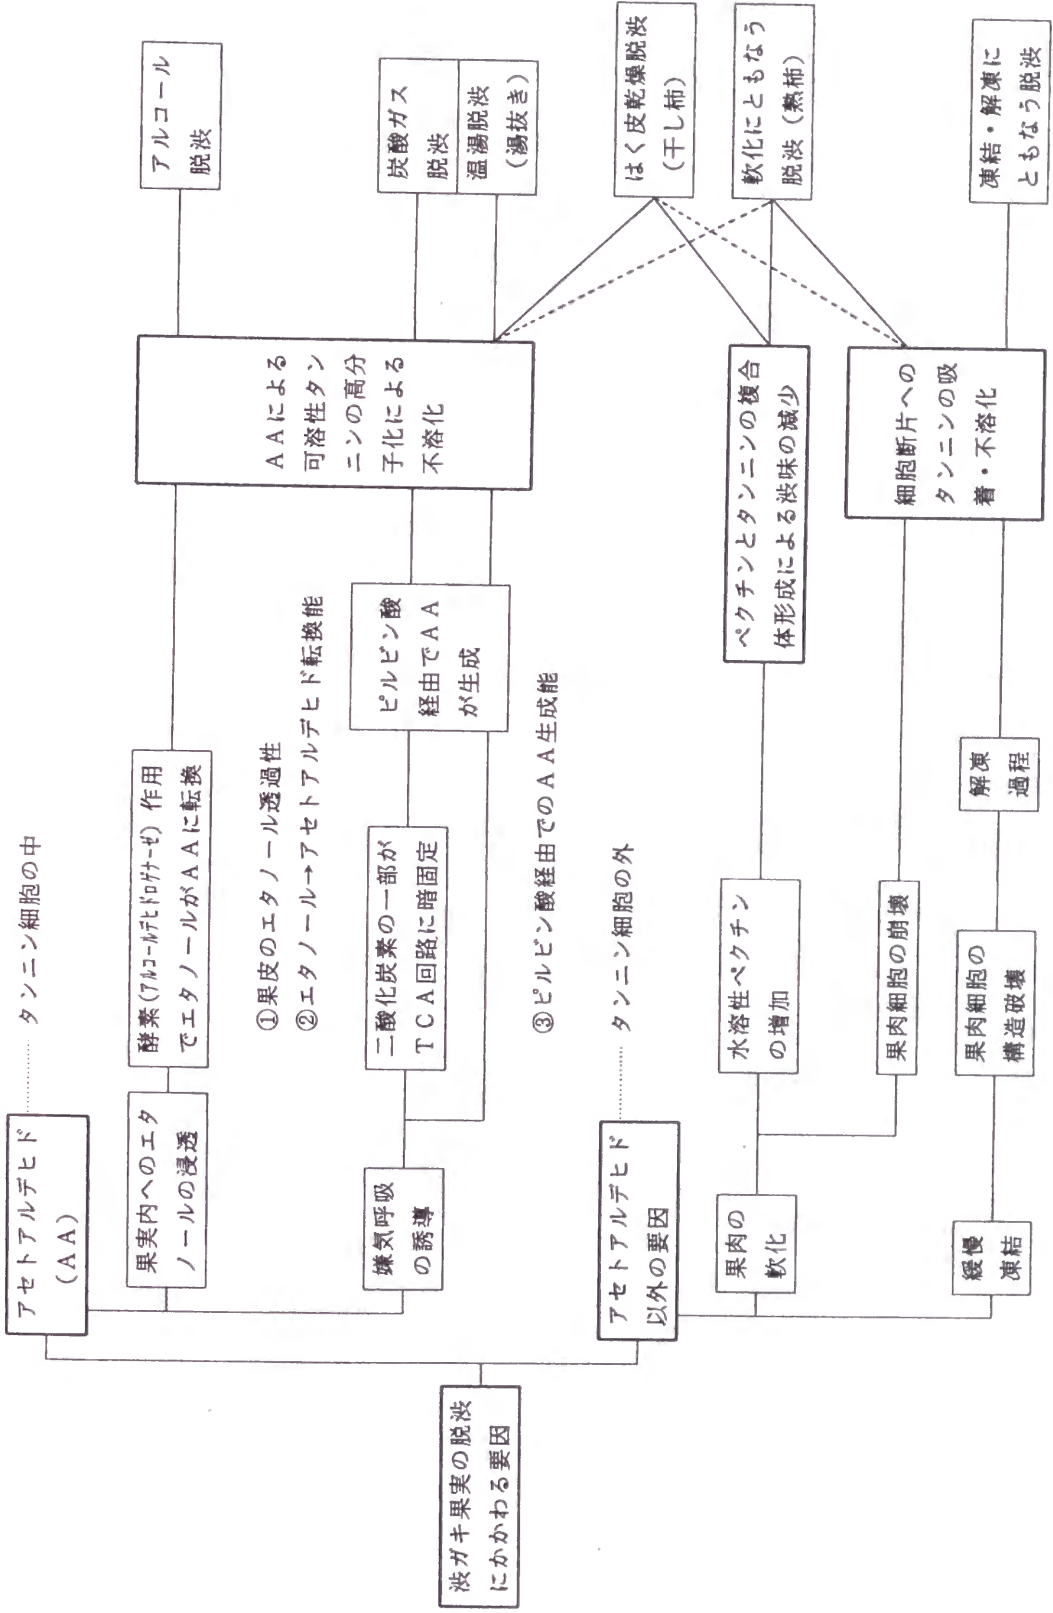 渋ガキ果実の脱渋
にかかわる要因
アセトアルデヒド
(AA)
タンニン細胞の中
果実内へのエタ
ノールの浸透
酵素(アルコールデヒドロゲナーゼ)作用
でエタノールがAAに転換
①果皮のエタノール透過性
②エタノール→アセトアルデヒド転換能
嫌気呼吸
の誘導
二酸化炭素の一部が
TCA回路に暗固定
ピルビン酸
経由でAA
が生成
③ピルビン酸経由でのAA生成能
AAによる
可溶性タン
ニンの高分
子化による
不溶化
アルコール
脱渋
炭酸ガス
脱渋
温湯脱渋
(湯抜き)
アセトアルデヒド
以外の要因
タンニン細胞の外
果肉の
軟化
水溶性ペクチン
の増加
ペクチンとタンニンの複合
体形成による渋味の減少
はく皮乾燥脱渋
(干し柿)
軟化にともなう
脱渋(熟柿)
果肉細胞の崩壊
細胞断片への
タンニンの吸
着・不溶化
緩慢
凍結
果肉細胞の
構造破壊
解凍
過程
凍結・解凍に
ともなう脱渋